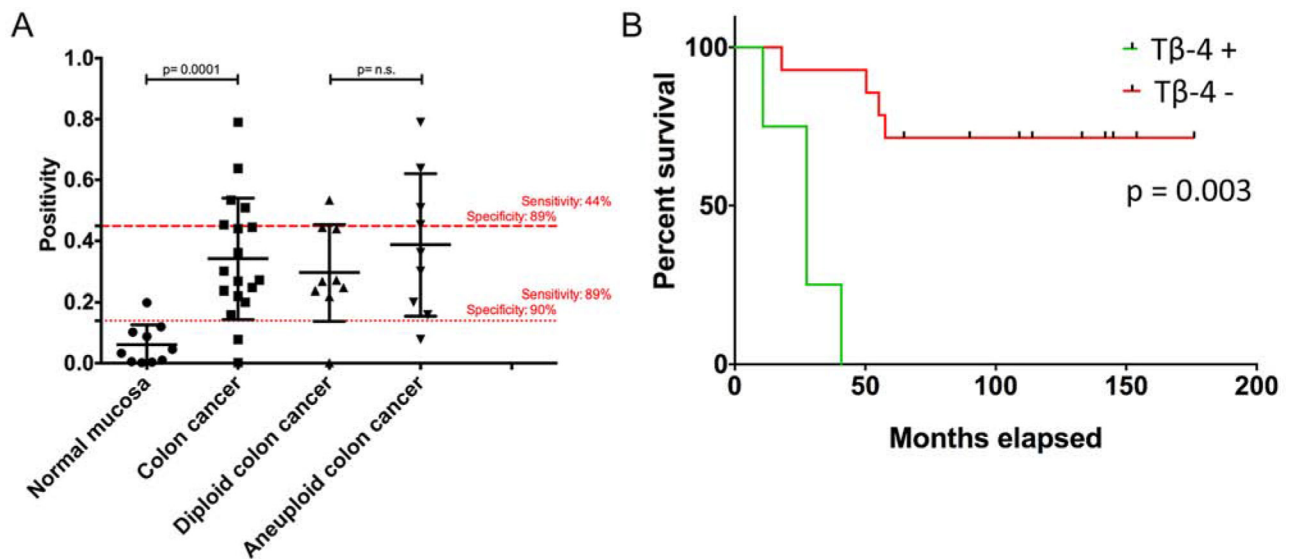 A
Positivity
1.0
0.8
0.6
0.4
0.2
0.0
p= 0.0001
p= n.s.
Sensitivity: 44%
Specificity: 89%
Sensitivity: 89%
Specificity: 90%
Normal mucosa
Colon cancer
Diploid colon cancer
Aneuploid colon cancer
B
Percent survival
100
50
0
Tβ-4 +
Tβ-4 -
p = 0.003
0 50 100 150 200
Months elapsed